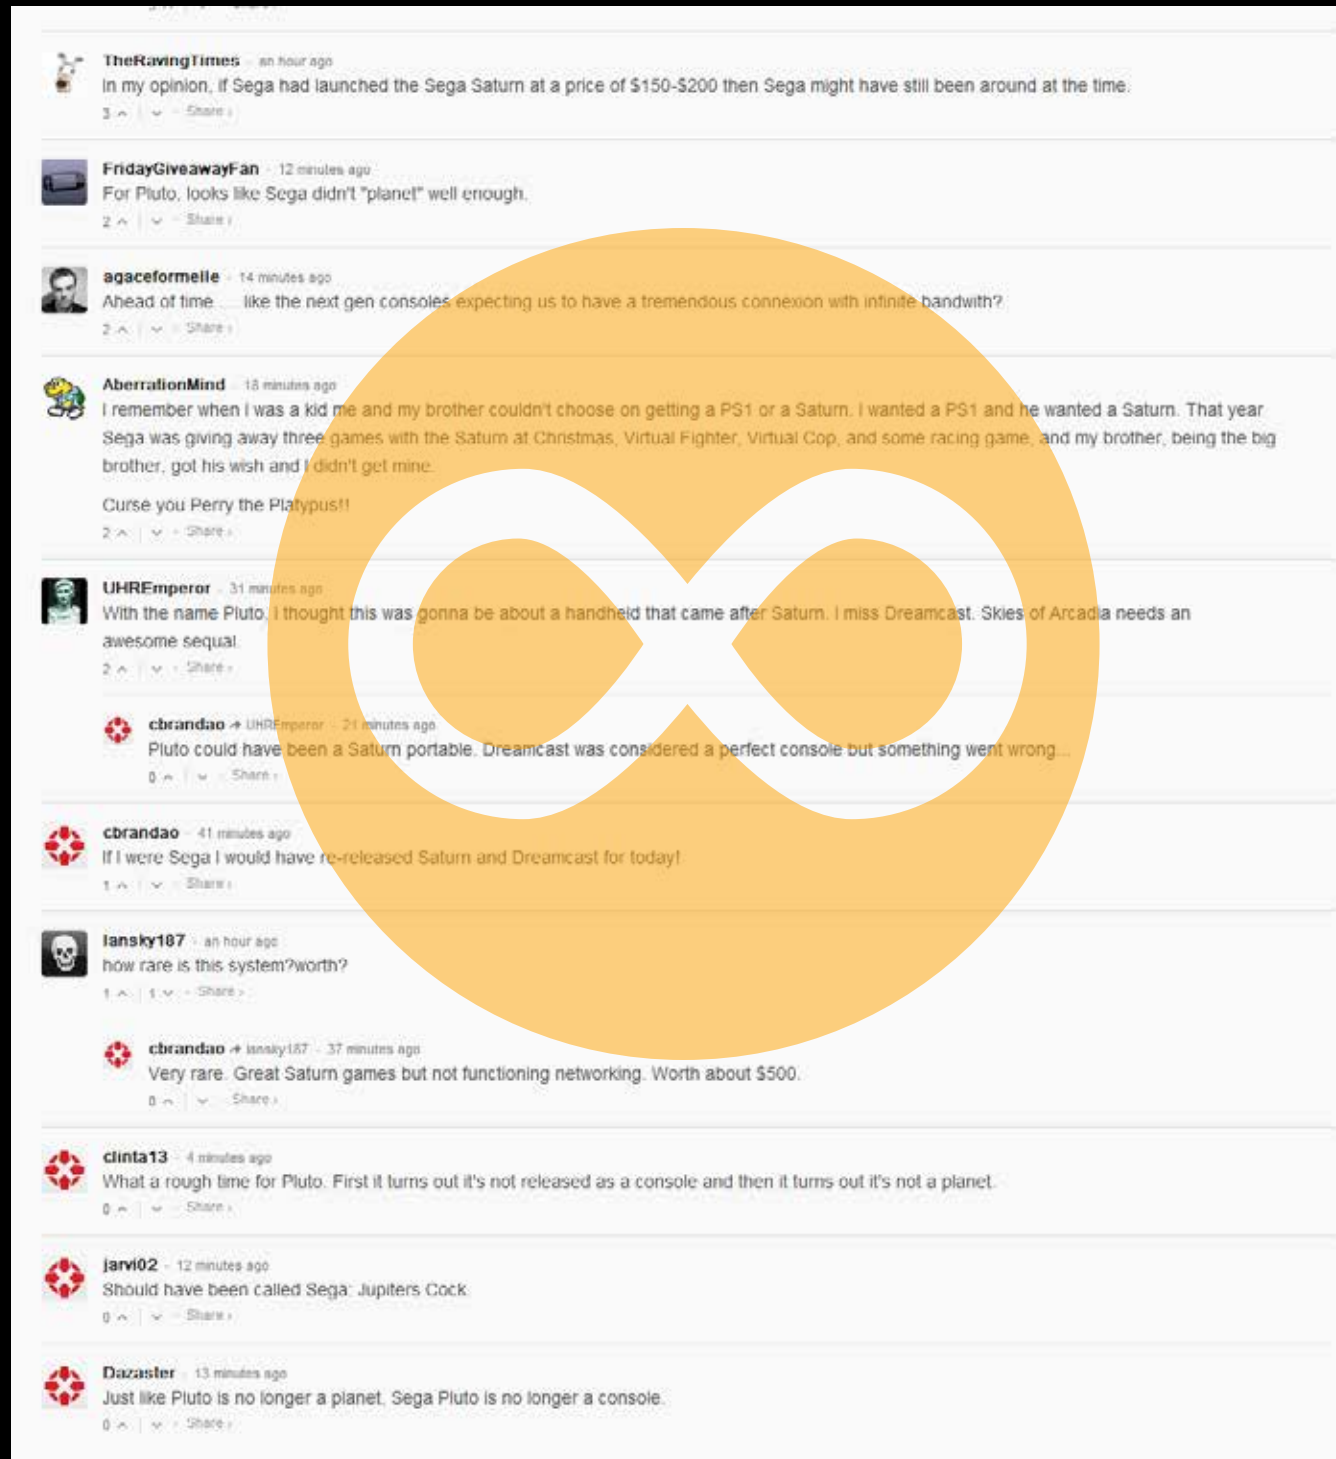 TheRavingTimes · an hour ago
In my opinion, if Sega had launched the Sega Saturn at a price of $150-$200 then Sega might have still been around at the time.
3 Share ›
FridayGiveawayFan · 12 minutes ago
For Pluto, looks like Sega didn't "planet" well enough.
2 Share ›
agaceformelle · 14 minutes ago
Ahead of time..... like the next gen consoles expecting us to have a tremendous connexion with infinite bandwith?
2 Share ›
AberrationMind · 18 minutes ago
I remember when I was a kid me and my brother couldn't choose on getting a PS1 or a Saturn. I wanted a PS1 and he wanted a Saturn. That year
Sega was giving away three games with the Saturn at Christmas, Virtual Fighter, Virtual Cop, and some racing game, and my brother, being the big
brother, got his wish and I didn't get mine.
Curse you Perry the Platypus!!
2 Share ›
UHREmperor · 31 minutes ago
With the name Pluto, I thought this was gonna be about a handheld that came after Saturn. I miss Dreamcast. Skies of Arcadia needs an
awesome sequal.
2 Share ›
cbrandao → UHREmperor · 21 minutes ago
Pluto could have been a Saturn portable. Dreamcast was considered a perfect console but something went wrong...
0 Share ›
cbrandao · 41 minutes ago
If I were Sega I would have re-released Saturn and Dreamcast for today!
1 Share ›
lansky187 · an hour ago
how rare is this system?worth?
1 1 Share ›
cbrandao → lansky187 · 37 minutes ago
Very rare. Great Saturn games but not functioning networking. Worth about $500.
0 Share ›
clinta13 · 4 minutes ago
What a rough time for Pluto. First it turns out it's not released as a console and then it turns out it's not a planet.
0 Share ›
jarvi02 · 12 minutes ago
Should have been called Sega: Jupiters Cock
0 Share ›
Dazaster · 13 minutes ago
Just like Pluto is no longer a planet, Sega Pluto is no longer a console.
0 Share ›